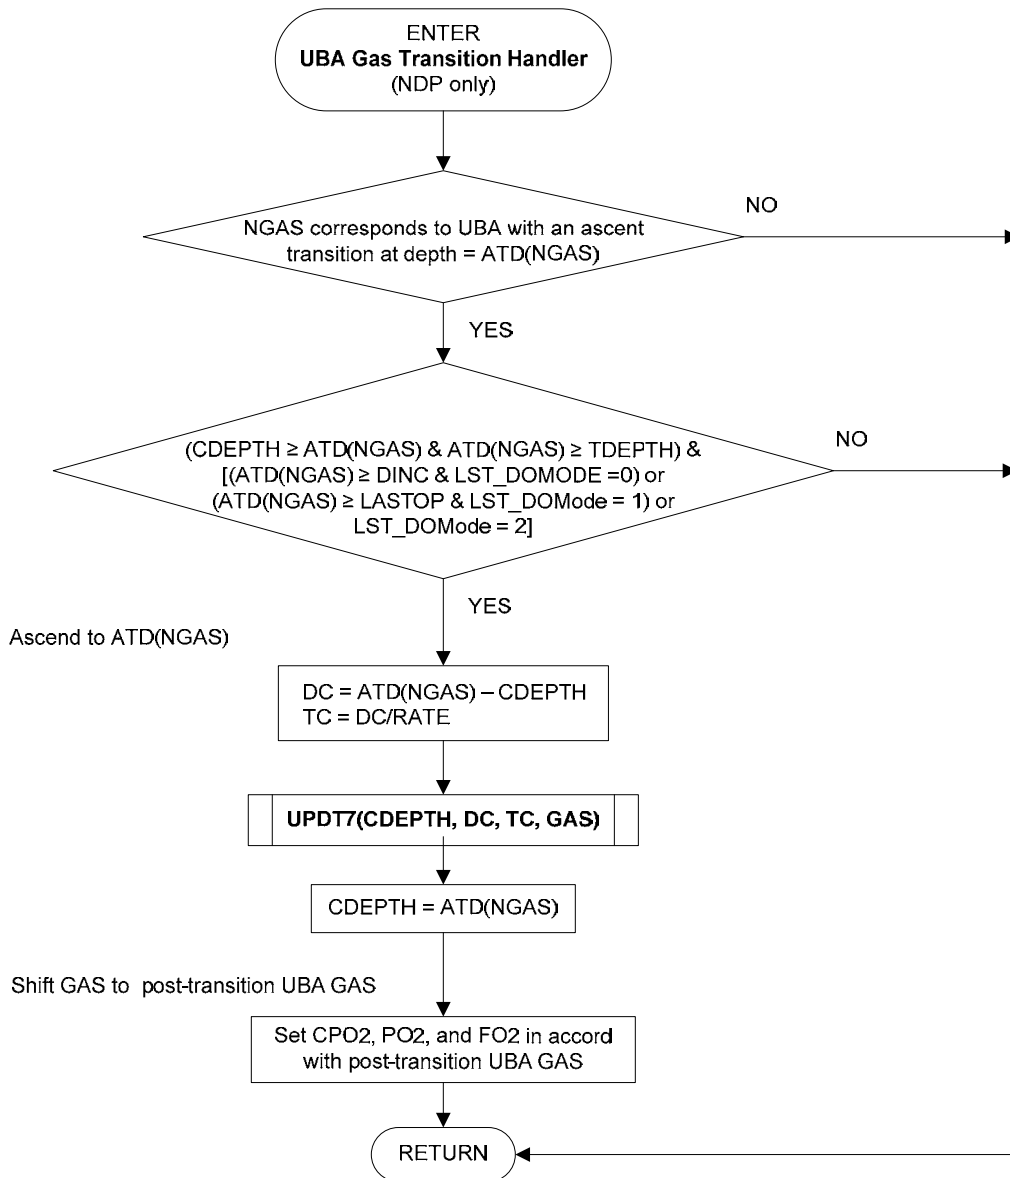 ENTER
UBA Gas Transition Handler
(NDP only)
NO
NGAS corresponds to UBA with an ascent
transition at depth = ATD(NGAS)
YES
(CDEPTH ≥ ATD(NGAS) & ATD(NGAS) ≥ TDEPTH) &
[(ATD(NGAS) ≥ DINC & LST_DOMODE =0) or
(ATD(NGAS) ≥ LASTOP & LST_DOMode = 1) or
LST_DOMode = 2]
NO
YES
Ascend to ATD(NGAS)
DC = ATD(NGAS) – CDEPTH
TC = DC/RATE
UPDT7(CDEPTH, DC, TC, GAS)
CDEPTH = ATD(NGAS)
Shift GAS to post-transition UBA GAS
Set CPO2, PO2, and FO2 in accord
with post-transition UBA GAS
RETURN